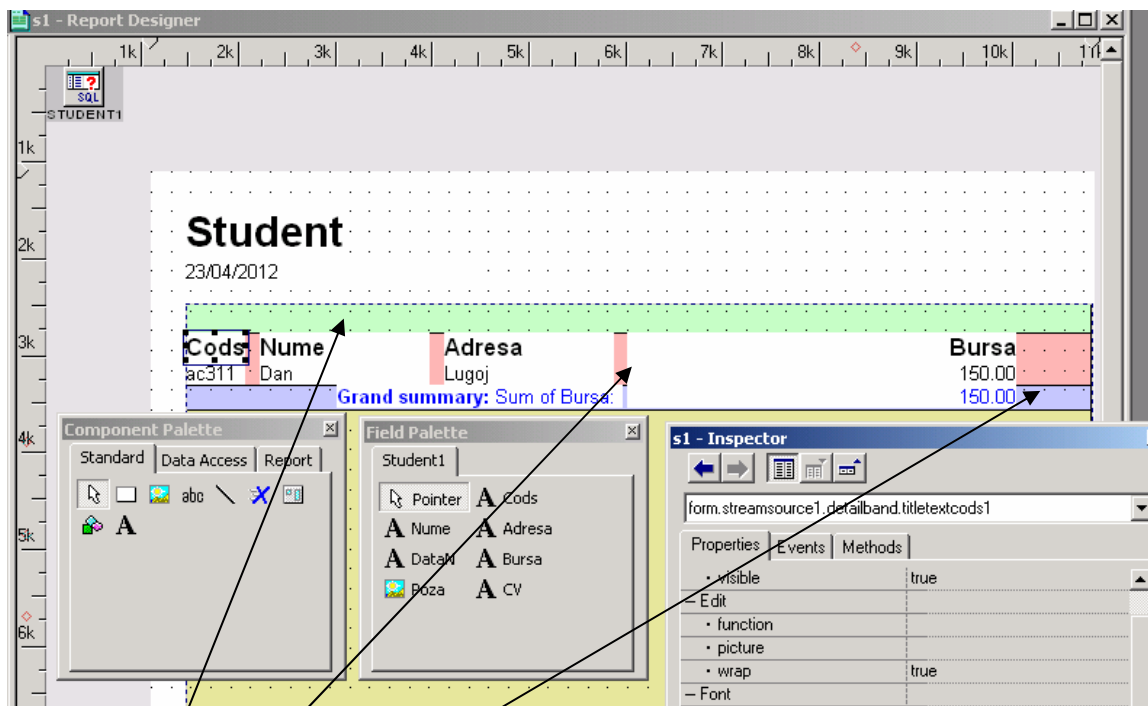 s1 - Report Designer
1k 2k 3k 4k 5k 6k 7k 8k 9k 10k
SQL
STUDENT1
1k
Student
2k
23/04/2012
3k
Cods Nume Adresa Bursa
ac311 Dan Lugoj 150.00
Grand summary: Sum of Bursa: 150.00
4k
Component Palette
Standard Data Access Report
abc
A
Field Palette
Student1
Pointer A Cods
A Nume A Adresa
A DataN A Bursa
Poza A CV
s1 - Inspector
form.streamsource1.detailband.titletextcods1
Properties Events Methods
visible true
Edit
function
picture
wrap true
Font
5k
6k